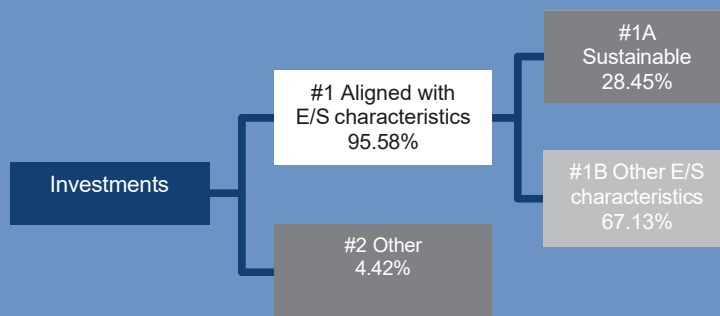 Investments
#1 Aligned with
E/S characteristics
95.58%
#2 Other
4.42%
#1A
Sustainable
28.45%
#1B Other E/S
characteristics
67.13%